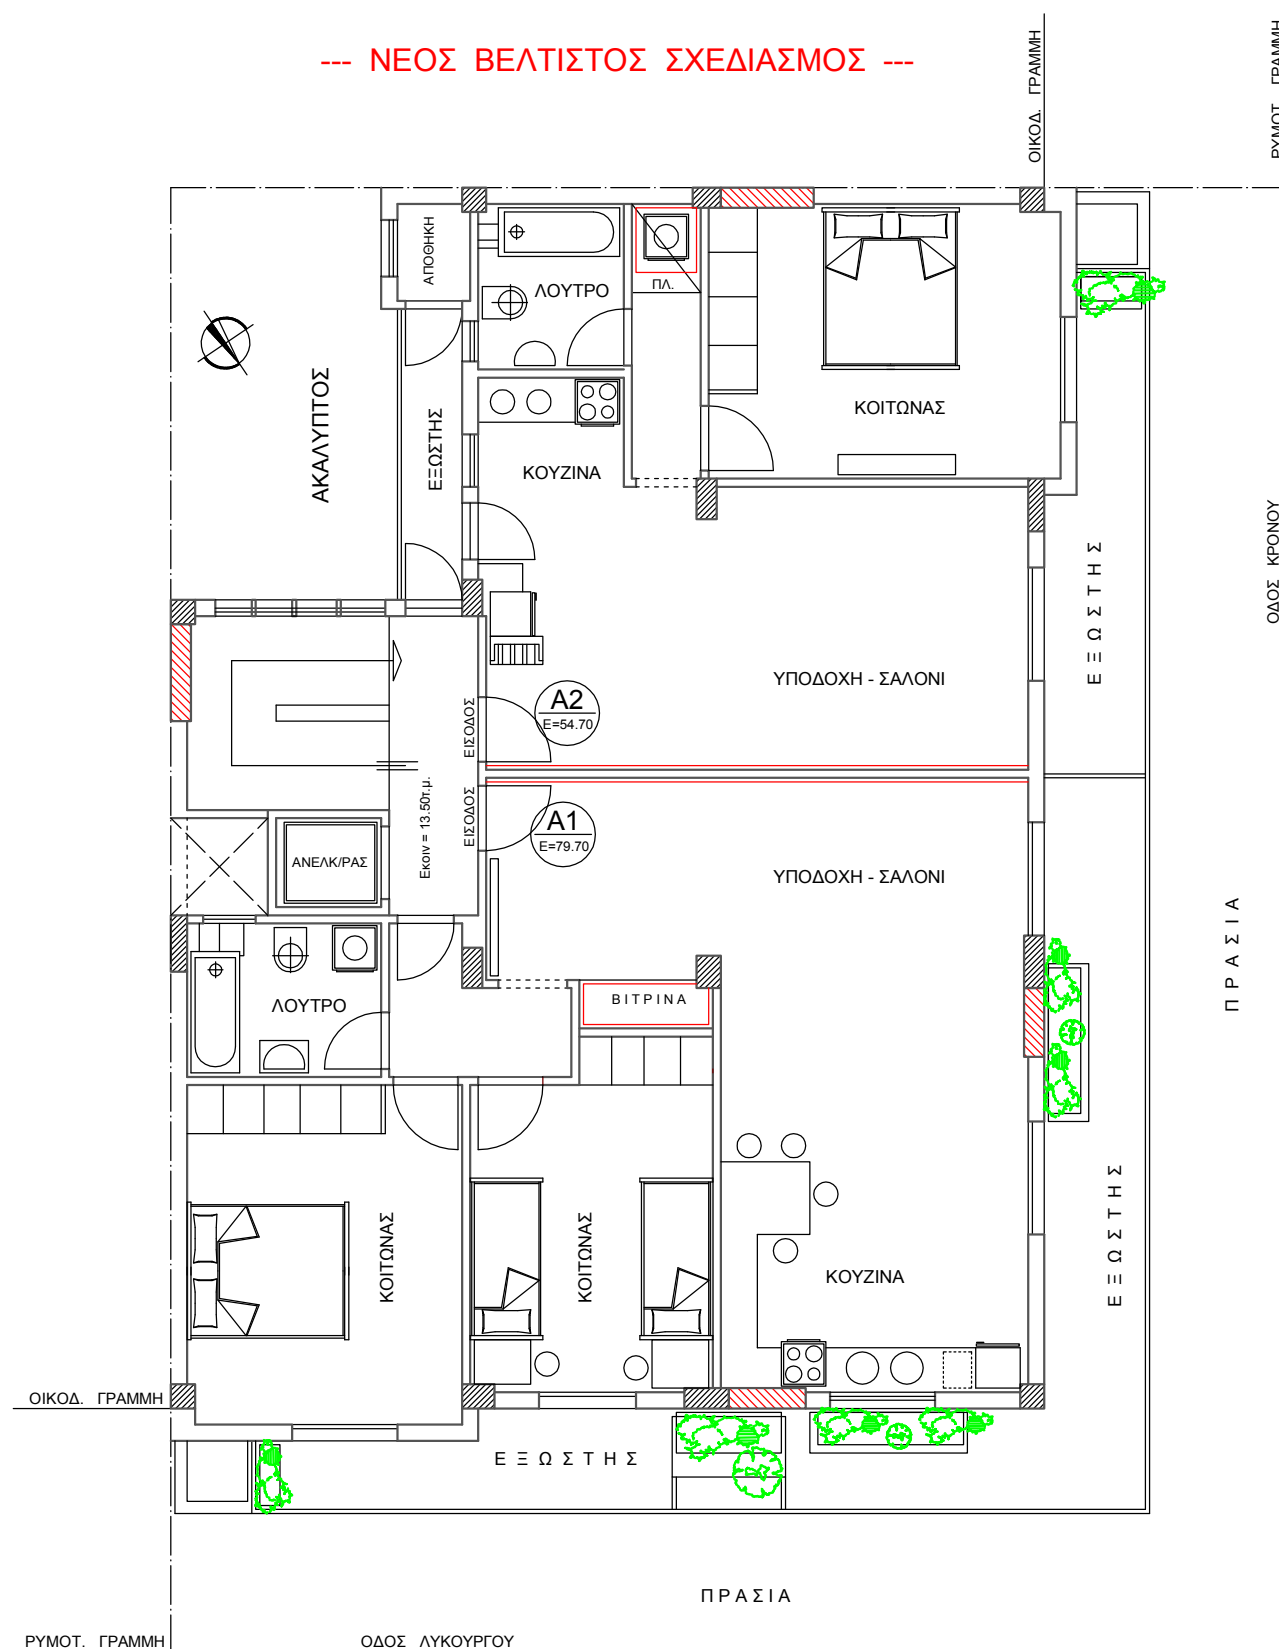 --- ΝΕΟΣ ΒΕΛΤΙΣΤΟΣ ΣΧΕΔΙΑΣΜΟΣ ---
ΟΙΚΟΔ. ΓΡΑΜΜΗ
ΡΥΜΟΤ. ΓΡΑΜΜΗ
ΑΠΟΘΗΚΗ
ΛΟΥΤΡΟ
ΠΛ.
ΚΟΙΤΩΝΑΣ
ΑΚΑΛΥΠΤΟΣ
ΕΞΩΣΤΗΣ
ΚΟΥΖΙΝΑ
ΕΞΩΣΤΗΣ
ΟΔΟΣ ΚΡΟΝΟΥ
ΥΠΟΔΟΧΗ - ΣΑΛΟΝΙ
Α2
Ε=54.70
ΕΙΣΟΔΟΣ
ΕΙΣΟΔΟΣ
Εκοιν = 13.50τ.μ.
Α1
Ε=79.70
ΑΝΕΛΚ/ΡΑΣ
ΥΠΟΔΟΧΗ - ΣΑΛΟΝΙ
ΠΡΑΣΙΑ
ΛΟΥΤΡΟ
ΒΙΤΡΙΝΑ
ΚΟΙΤΩΝΑΣ
ΚΟΙΤΩΝΑΣ
ΚΟΥΖΙΝΑ
ΕΞΩΣΤΗΣ
ΟΙΚΟΔ. ΓΡΑΜΜΗ
ΕΞΩΣΤΗΣ
ΠΡΑΣΙΑ
ΡΥΜΟΤ. ΓΡΑΜΜΗ
ΟΔΟΣ ΛΥΚΟΥΡΓΟΥ